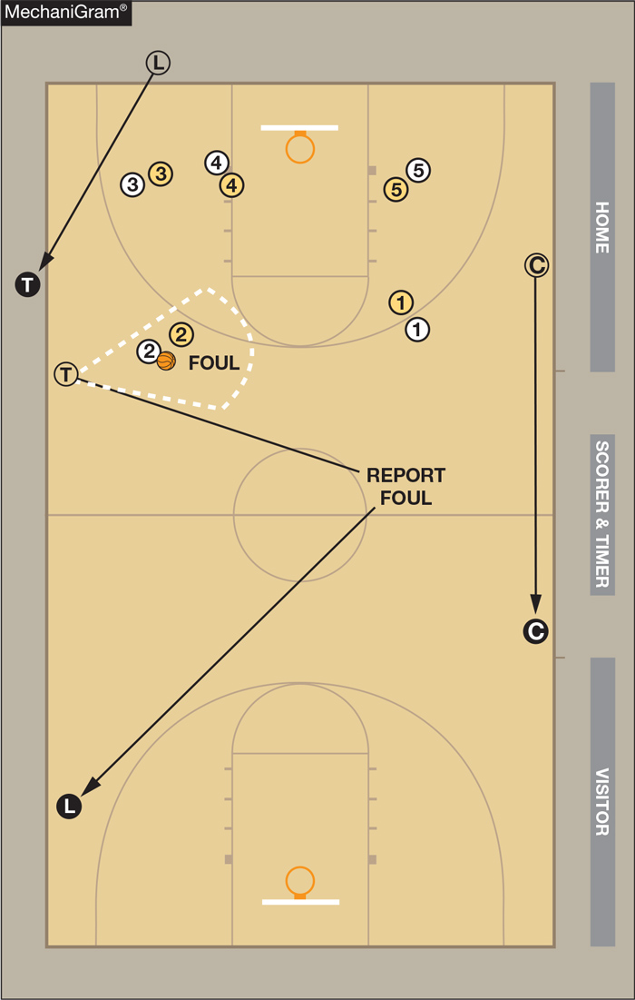 MechaniGram®
L
4
5
3
3
4
5
HOME
C
T
1
1
2
2
FOUL
T
SCORER & TIMER
REPORT
FOUL
C
VISITOR
L